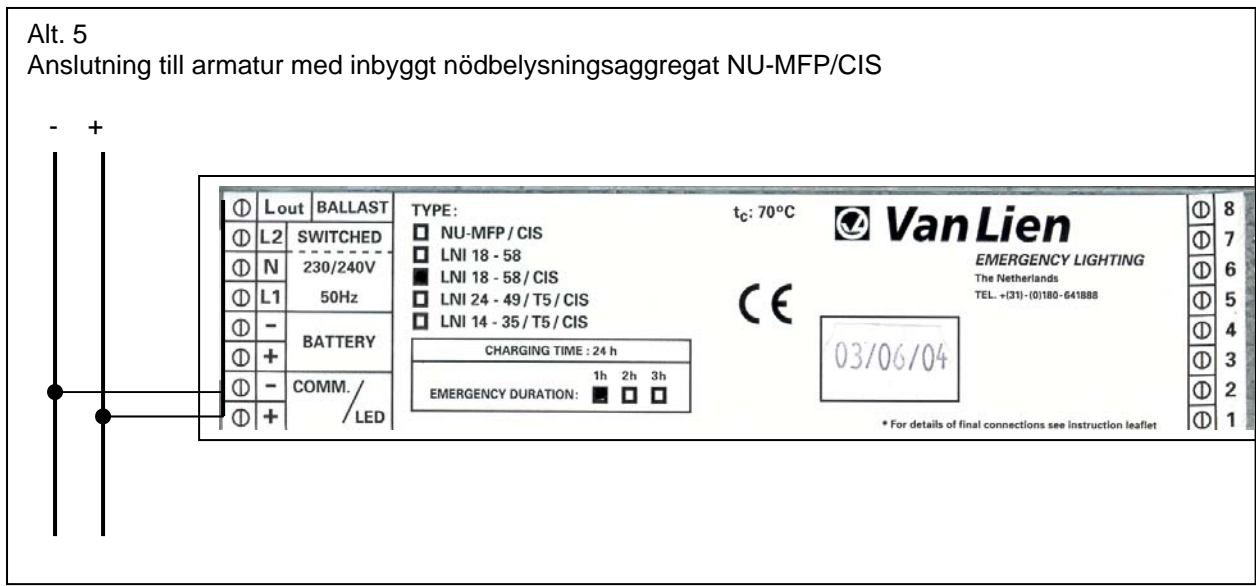 Alt. 5
Anslutning till armatur med inbyggt nödbelysningsaggregat NU-MFP/CIS
- +
Lout BALLAST
L2 SWITCHED
N 230/240V
L1 50Hz
- BATTERY
+
- COMM./
+ /LED
TYPE:
NU-MFP/CIS
LNI 18 - 58
LNI 18 - 58/CIS
LNI 24 - 49/T5/CIS
LNI 14 - 35/T5/CIS
CHARGING TIME : 24 h
1h 2h 3h
EMERGENCY DURATION:
tc: 70°C
CE
03/06/04
Van Lien
EMERGENCY LIGHTING
The Netherlands
TEL. +(31)-(0)180-641888
* For details of final connections see instruction leaflet
8
7
6
5
4
3
2
1